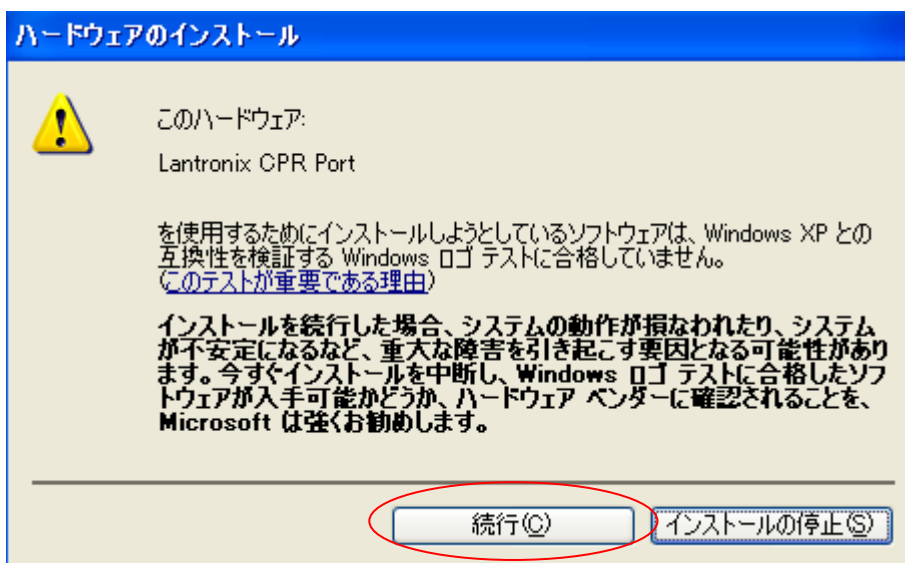 ハードウェアのインストール
このハードウェア:
Lantronix CPR Port
を使用するためにインストールしようとしているソフトウェアは、Windows XP との
互換性を検証する Windows ロゴ テストに合格していません。
(このテストが重要である理由)
インストールを続行した場合、システムの動作が損なわれたり、システム
が不安定になるなど、重大な障害を引き起こす要因となる可能性があり
ます。今すぐインストールを中断し、Windows ロゴ テストに合格したソフ
トウェアが入手可能かどうか、ハードウェア ベンダーに確認されることを、
Microsoft は強くお勧めします。
続行(C) インストールの停止(S)